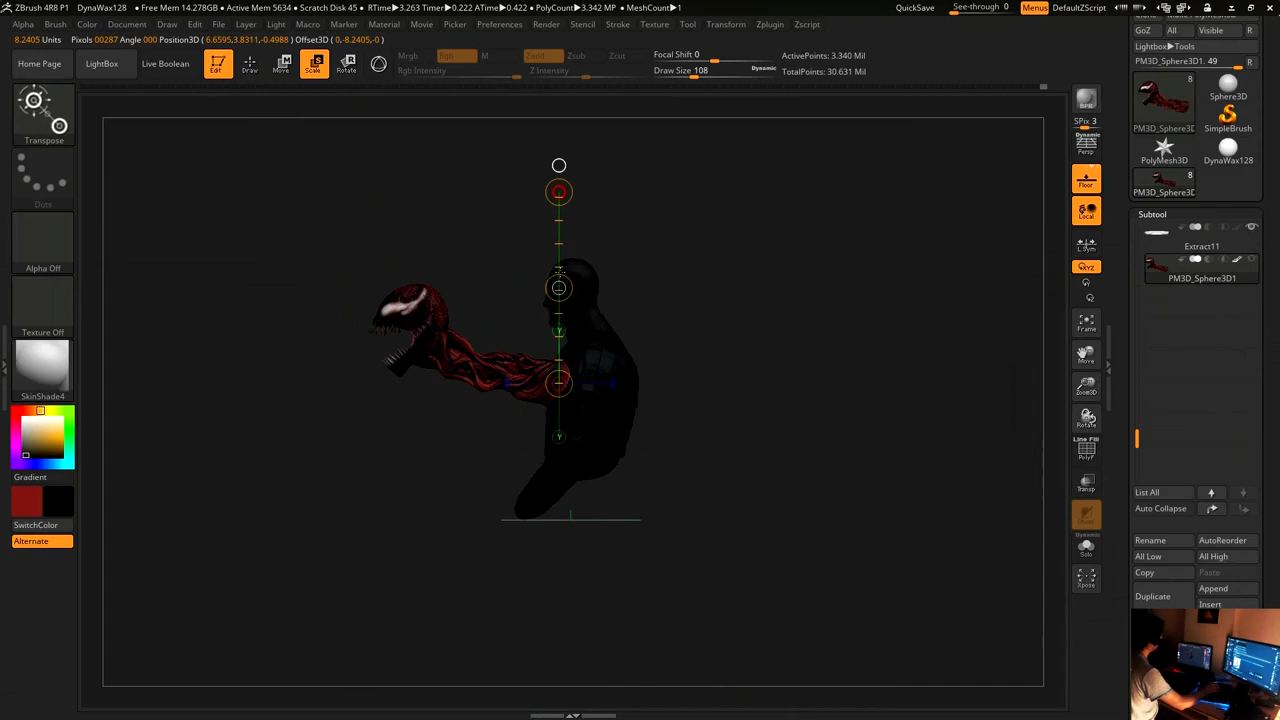 ZBrush 4R8 P1 DynaWax128 • Free Mem 14.278GB • Active Mem 5634 • Scratch Disk 45 • RTime▶3.263 Timer▶0.222 ATime▶0.422 • PolyCount▶3.342 MP • MeshCount▶1 QuickSave See-through 0 Menus DefaultZScript
Alpha Brush Color Document Draw Edit File Layer Light Macro Marker Movie Picker Preferences Render Stencil Stroke Texture Tool Transform Zplugin Zscript
8.2405 Units Pixels 00287 Angle 000 Position3D ( 6.6595,3.8311,-0.4988) Offset3D (0,-8.2405,-0)
Home Page LightBox Live Boolean Edit Draw Move Scale Rotate
Mrgb Rgb M Zadd Zsub Zcut
Rgb Intensity Z Intensity
Focal Shift 0
Draw Size 108 Dynamic
ActivePoints: 3.340 Mil
TotalPoints: 30.631 Mil
Transpose
Dots
Alpha Off
Texture Off
SkinShade4
Gradient
SwitchColor
Alternate
Y
Y
BPR
SPix 3
Dynamic
Persp
Floor
Local
L.Sym
XYZ
Frame
Move
Zoom3D
Rotate
Line Fill
PolyF
Transp
Ghost
Dynamic
Solo
Xpose
GoZ All Visible R
Lightbox▶Tools
PM3D_Sphere3D1. 49 R
8
PM3D_Sphere3D
Sphere3D
SimpleBrush
PolyMesh3D
DynaWax128
8
PM3D_Sphere3D
Subtool
Extract11
PM3D_Sphere3D1
List All
Auto Collapse
Rename AutoReorder
All Low All High
Copy Paste
Duplicate Append
Insert